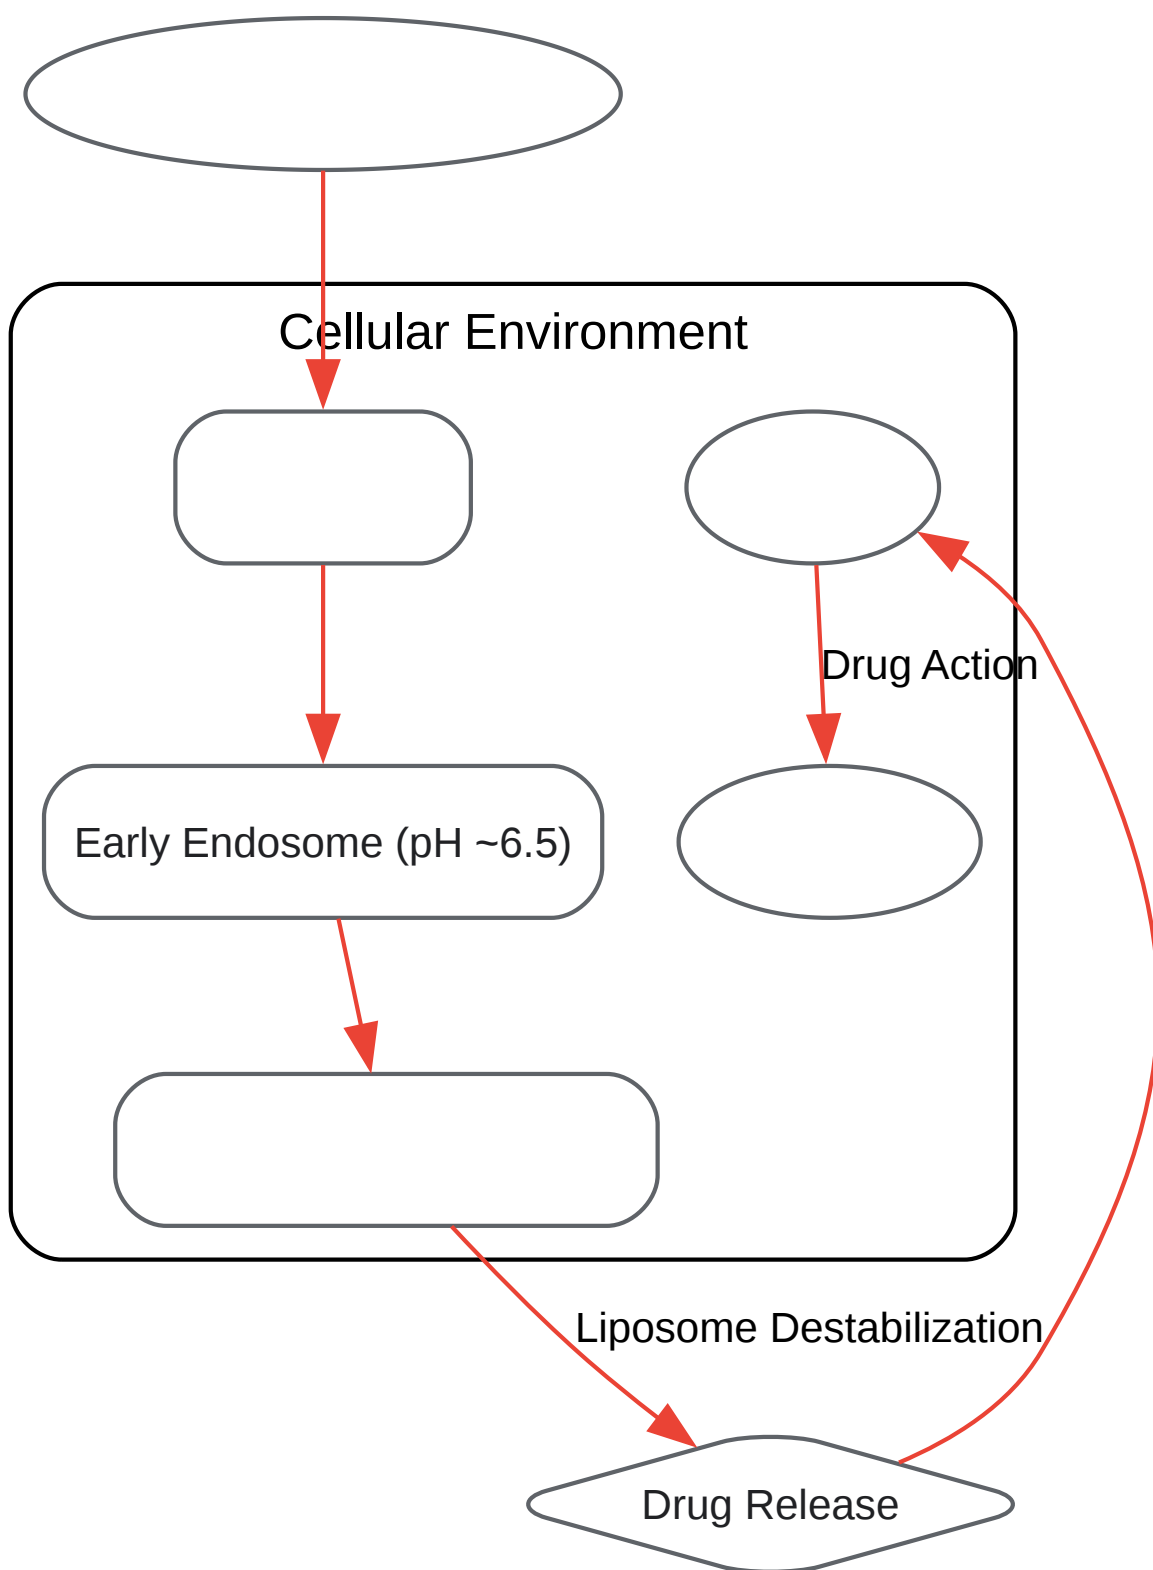 Cellular Environment
Drug Action
Early Endosome (pH ~6.5)
Liposome Destabilization
Drug Release